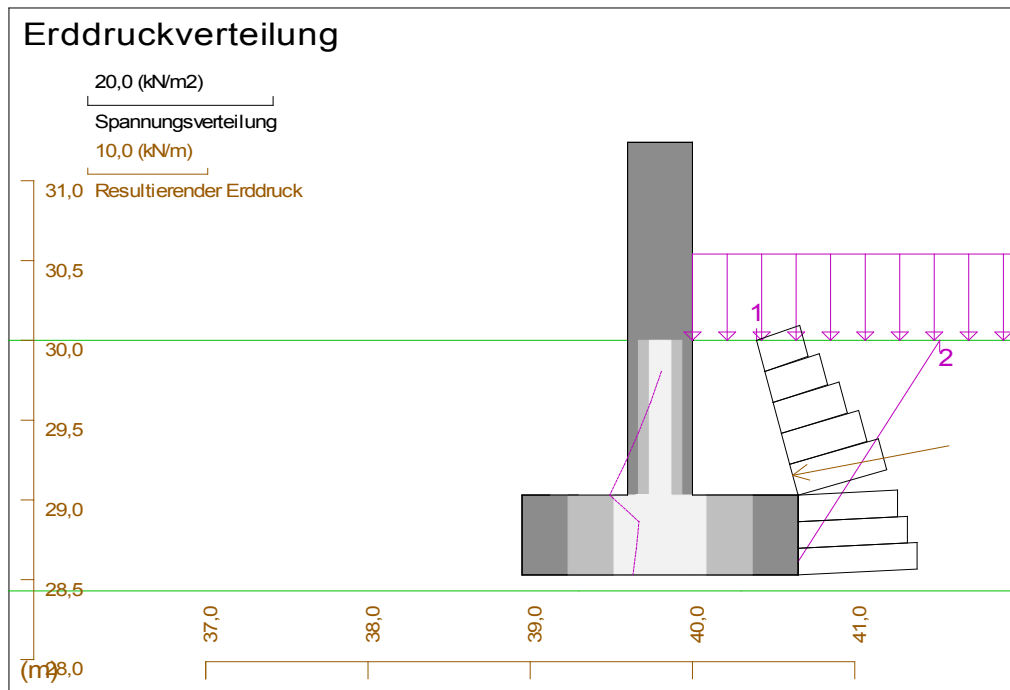 Erddruckverteilung
20,0 (kN/m2)
Spannungsverteilung
10,0 (kN/m)
Resultierender Erddruck
31,0
30,5
30,0
29,5
29,0
28,5
28,0
(m)
1
2
37,0
38,0
39,0
40,0
41,0